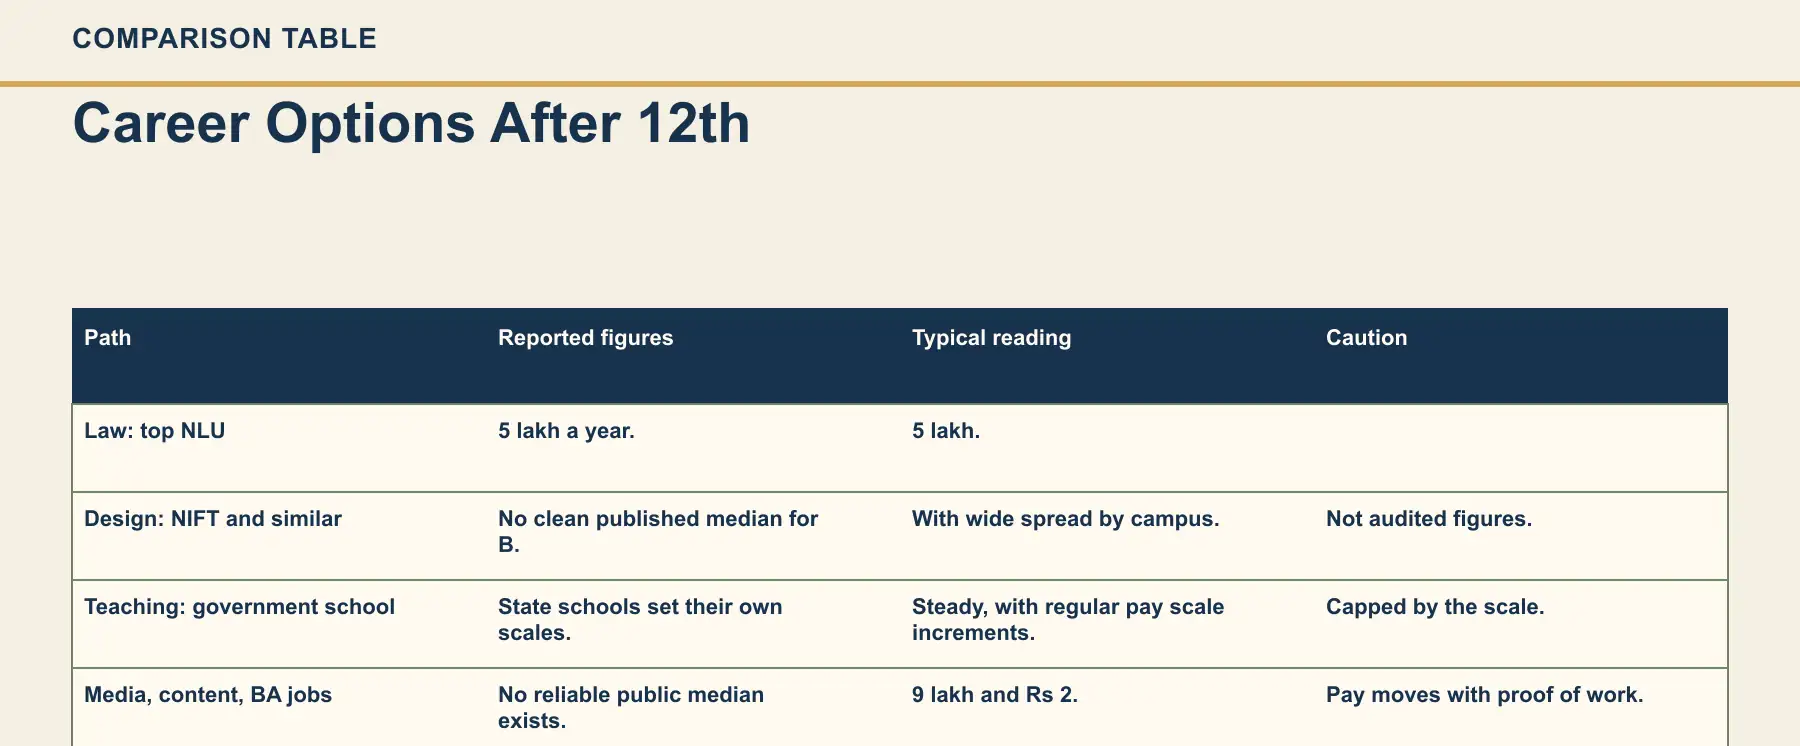 COMPARISON TABLE
Career Options After 12th
Path Reported figures Typical reading Caution
Law: top NLU 5 lakh a year. 5 lakh.
Design: NIFT and similar No clean published median for With wide spread by campus. Not audited figures.
B.
Teaching: government school State schools set their own Steady, with regular pay scale Capped by the scale.
scales. increments.
Media, content, BA jobs No reliable public median 9 lakh and Rs 2. Pay moves with proof of work.
exists.